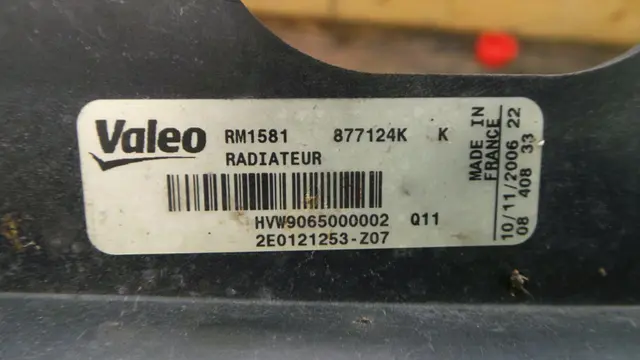 Valeo RM1581 877124K K
RADIATEUR
HVW9065000002 Q11
2E0121253-Z07
MADE IN
FRANCE
10/11/2006 22
08 408 33